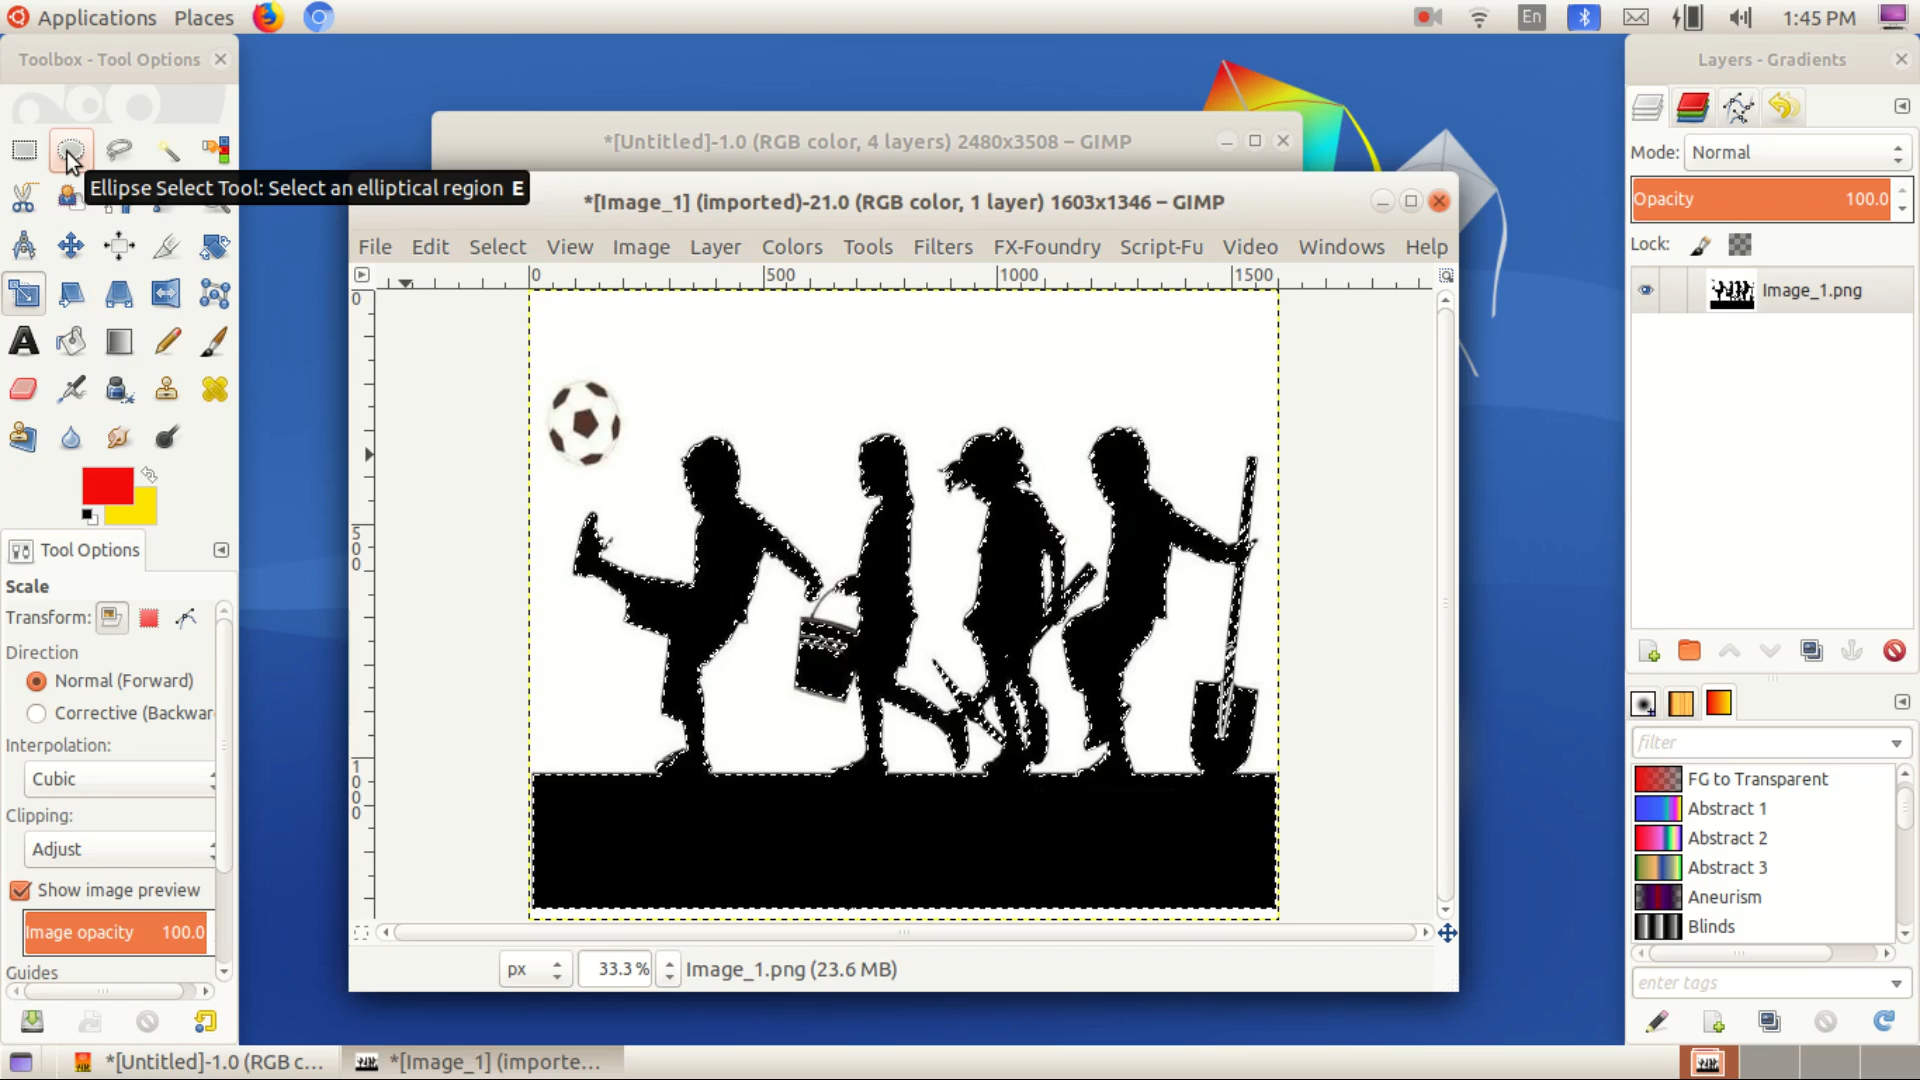 Applications Places En 1:45 PM
Toolbox - Tool Options
Layers - Gradients
*[Untitled]-1.0 (RGB color, 4 layers) 2480x3508 – GIMP
Mode: Normal
Ellipse Select Tool: Select an elliptical region E
*[Image_1] (imported)-21.0 (RGB color, 1 layer) 1603x1346 – GIMP
Opacity 100.0
File Edit Select View Image Layer Colors Tools Filters FX-Foundry Script-Fu Video Windows Help
Lock:
0 500 1000 1500
Image_1.png
0
500
1000
Tool Options
Scale
Transform:
Direction
Normal (Forward)
Corrective (Backwar
Interpolation:
Cubic
Clipping:
Adjust
Show image preview
Image opacity 100.0
Guides
filter
FG to Transparent
Abstract 1
Abstract 2
Abstract 3
Aneurism
Blinds
enter tags
px 33.3 % Image_1.png (23.6 MB)
*[Untitled]-1.0 (RGB c... *[Image_1] (importe...